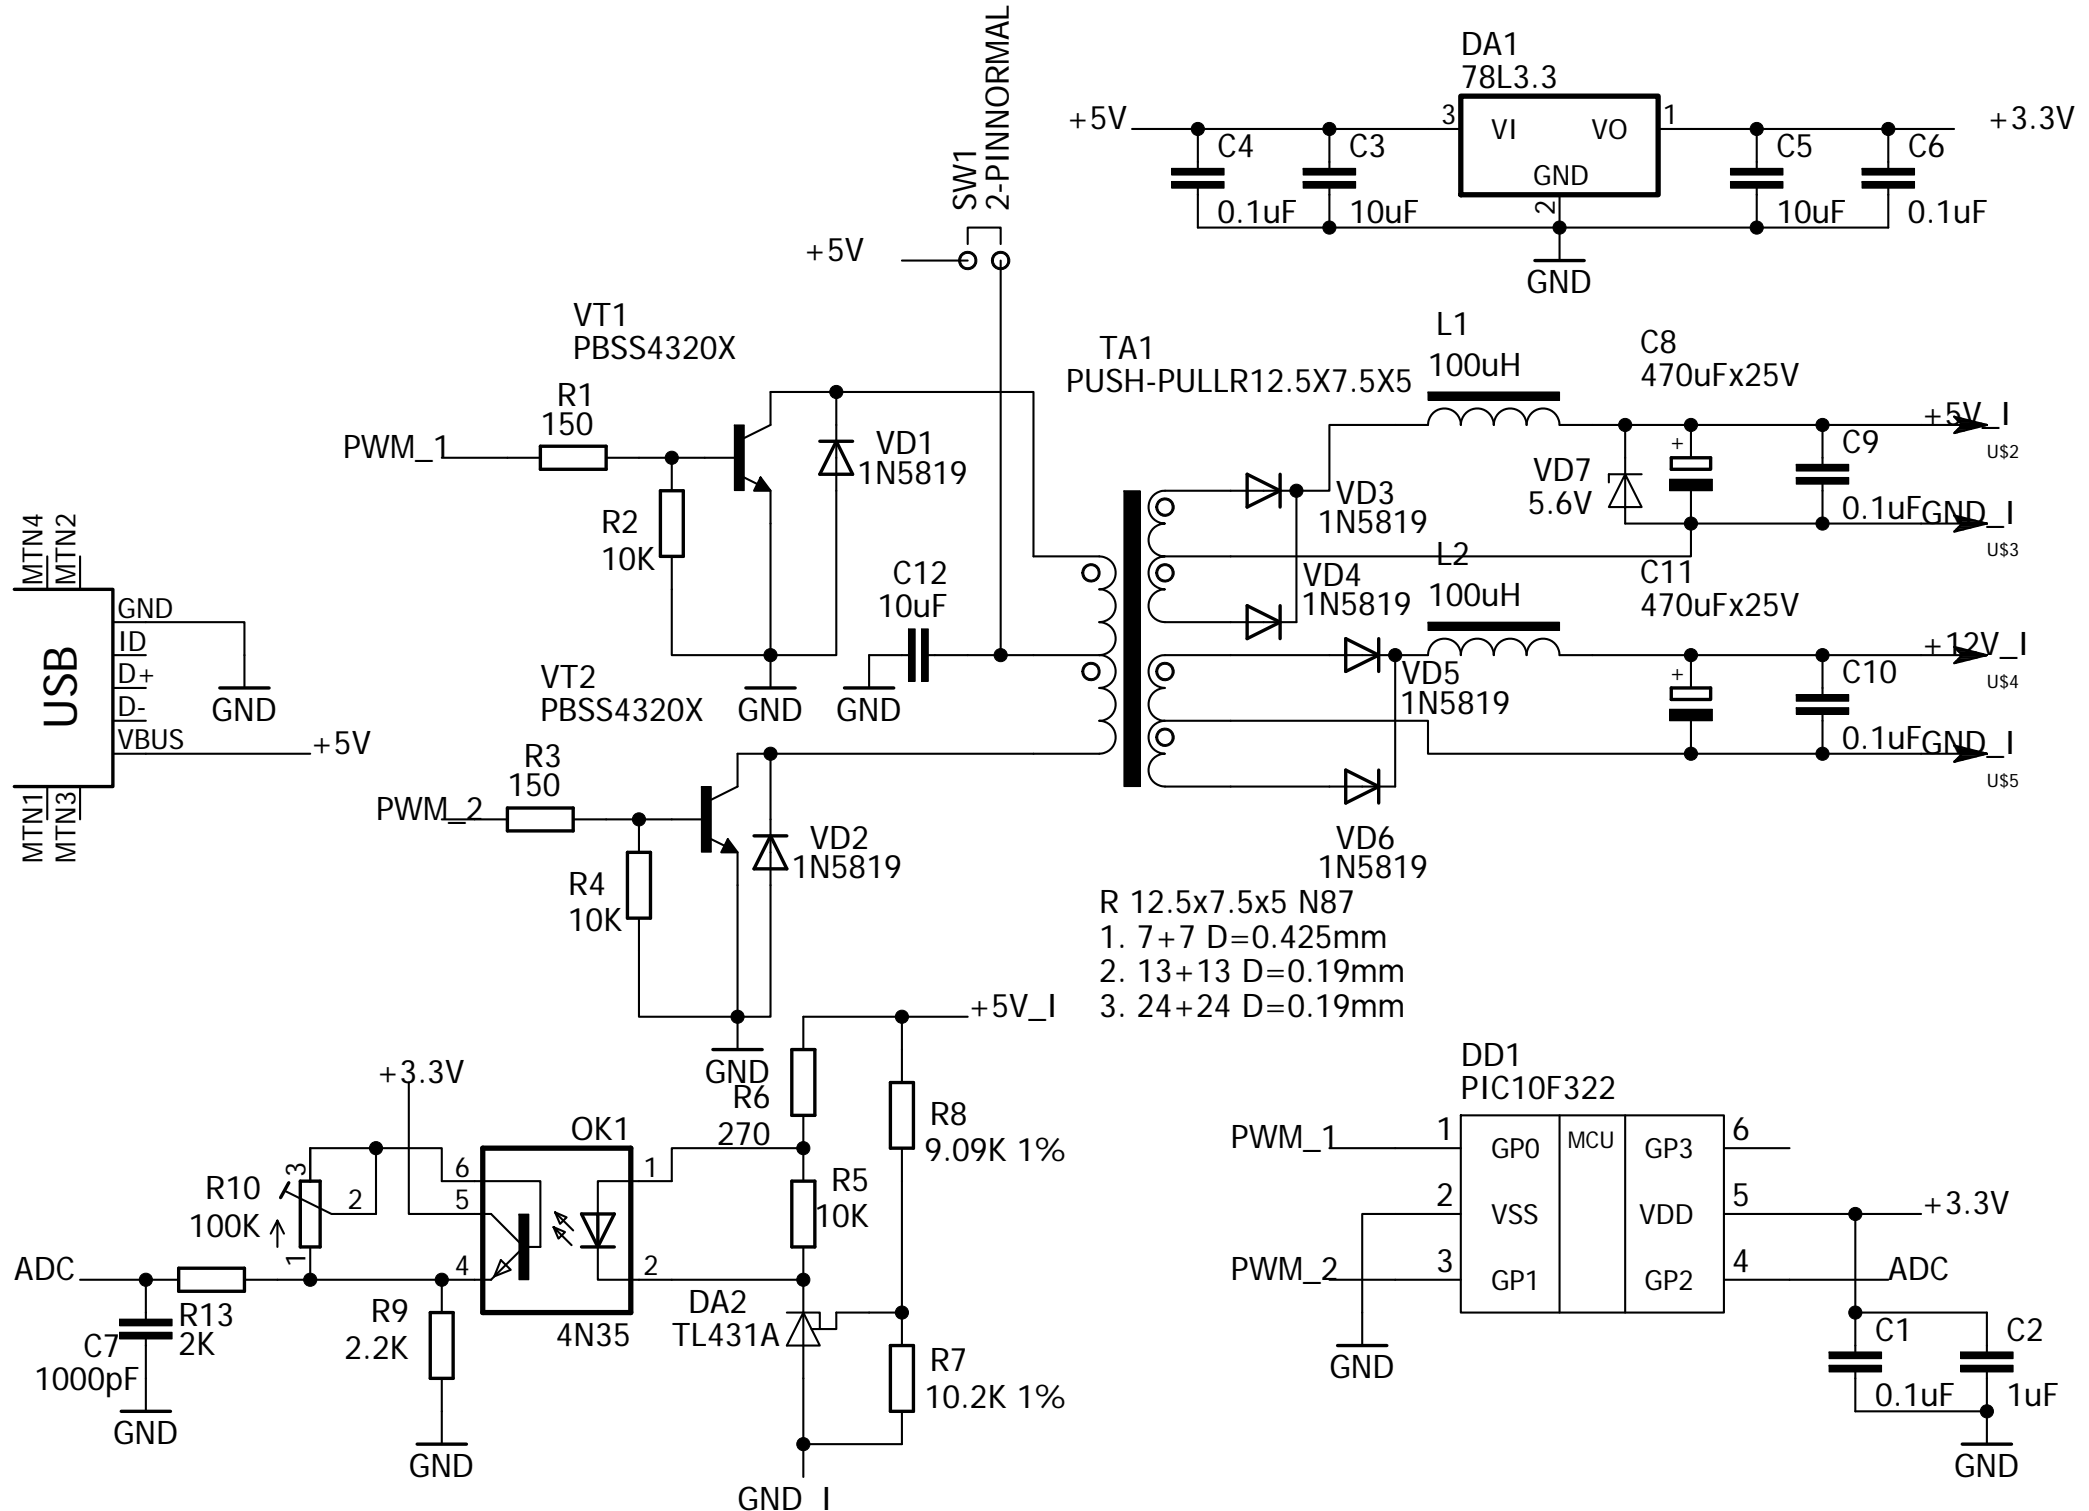 SW1
2-PINNORMAL
+5V
DA1
78L3.3
+5V
3
VI
VO
1
GND
2
+3.3V
C4
0.1uF
C3
10uF
C5
10uF
C6
0.1uF
GND
VT1
PBSS4320X
R1
150
PWM_1
R2
10K
VD1
1N5819
C12
10uF
GND
GND
TA1
PUSH-PULLR12.5X7.5X5
L1
100uH
C8
470uFx25V
+5V_I
U$2
C9
0.1uF
VD7
5.6V
GND_I
U$3
VD3
1N5819
VD4
1N5819
L2
100uH
C11
470uFx25V
+12V_I
U$4
C10
0.1uF
GND_I
U$5
VD5
1N5819
VD6
1N5819
MTN4
MTN2
USB
GND
ID
D+
D-
VBUS
MTN1
MTN3
GND
+5V
VT2
PBSS4320X
R3
150
PWM_2
R4
10K
VD2
1N5819
GND
R 12.5x7.5x5 N87
1. 7+7 D=0.425mm
2. 13+13 D=0.19mm
3. 24+24 D=0.19mm
+5V_I
R6
270
R8
9.09K 1%
R5
10K
DA2
TL431A
R7
10.2K 1%
GND_I
+3.3V
OK1
4N35
6
5
4
1
2
R10
100K
3
2
1
ADC
R13
2K
C7
1000pF
GND
R9
2.2K
GND
DD1
PIC10F322
PWM_1
1
GP0
MCU
GP3
6
2
VSS
VDD
5
+3.3V
PWM_2
3
GP1
GP2
4
ADC
GND
C1
0.1uF
C2
1uF
GND